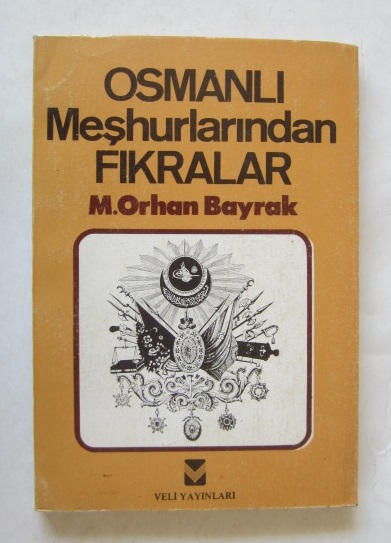 OSMANLI
Meşhurlarından
FIKRALAR
M.Orhan Bayrak
VELİ YAYINLARI